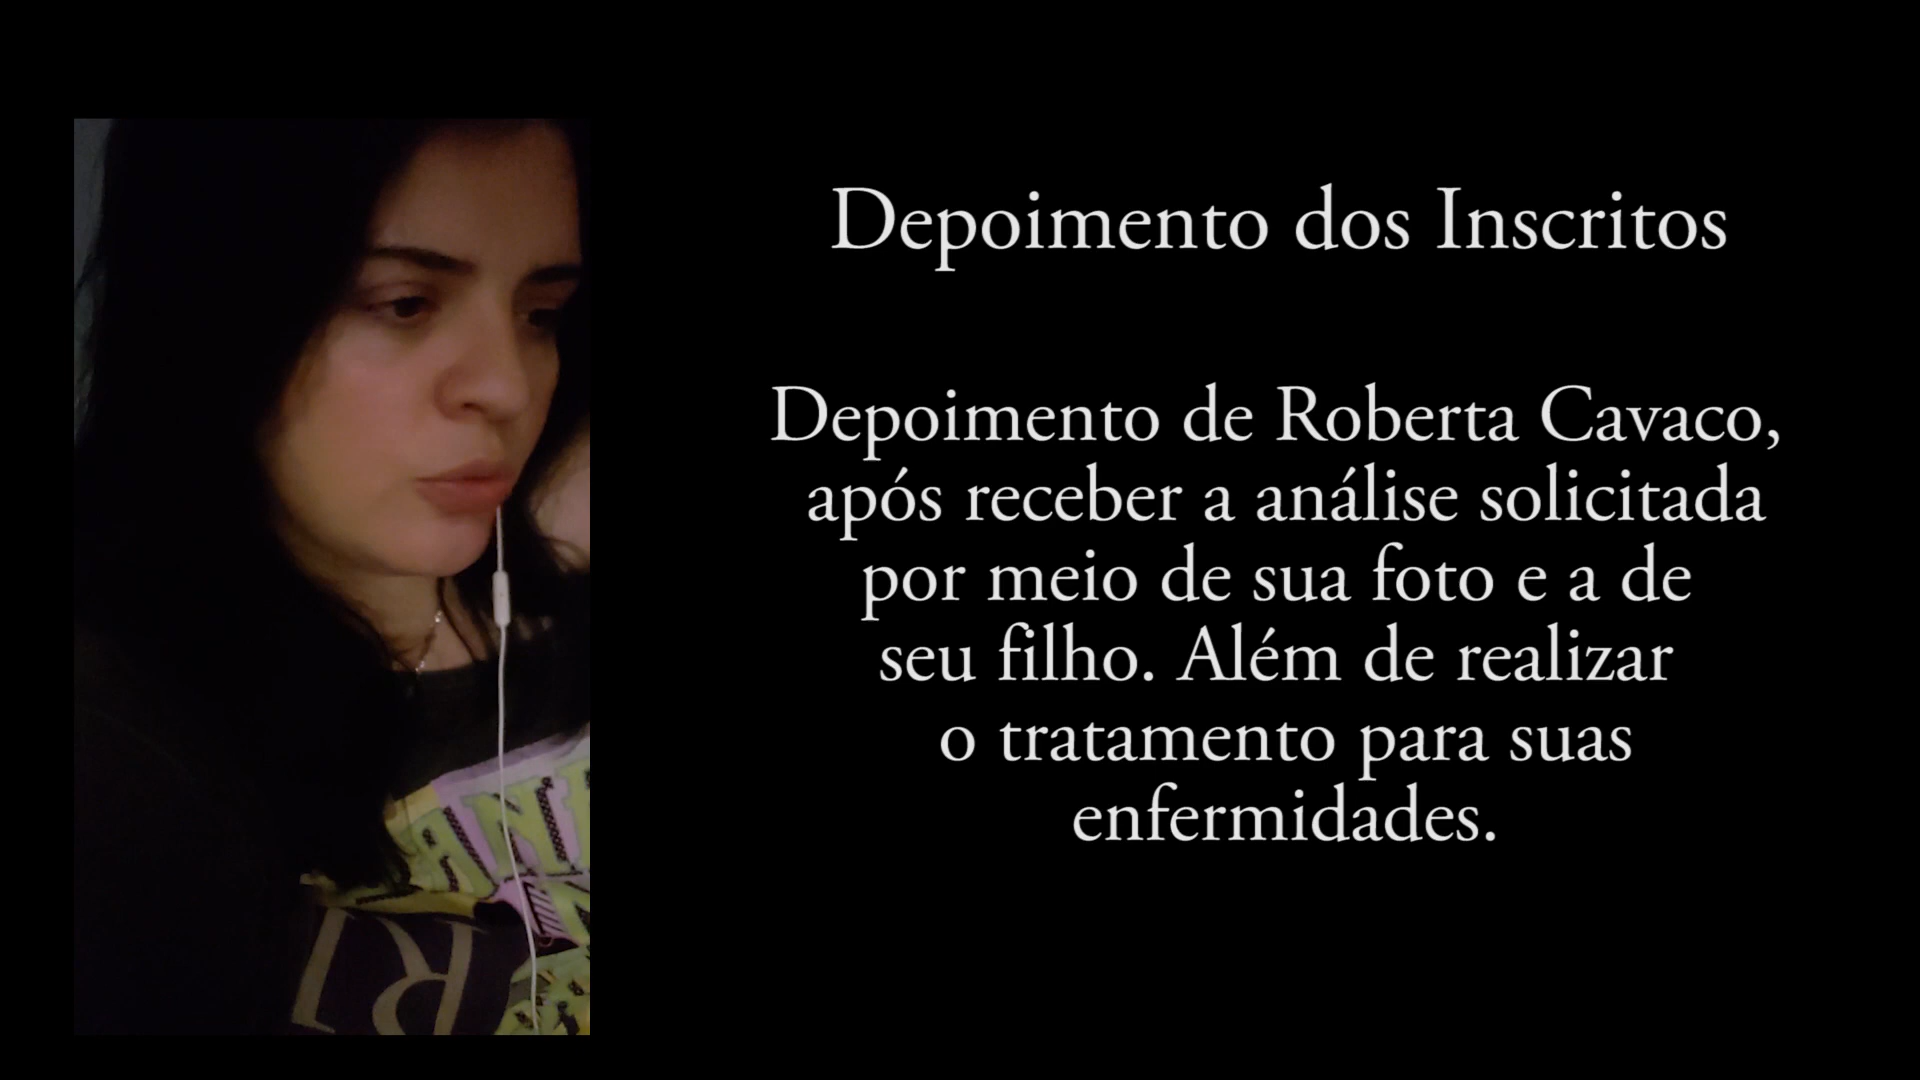 Depoimento dos Inscritos
Depoimento de Roberta Cavaco,
após receber a análise solicitada
por meio de sua foto e a de
seu filho. Além de realizar
o tratamento para suas
enfermidades.